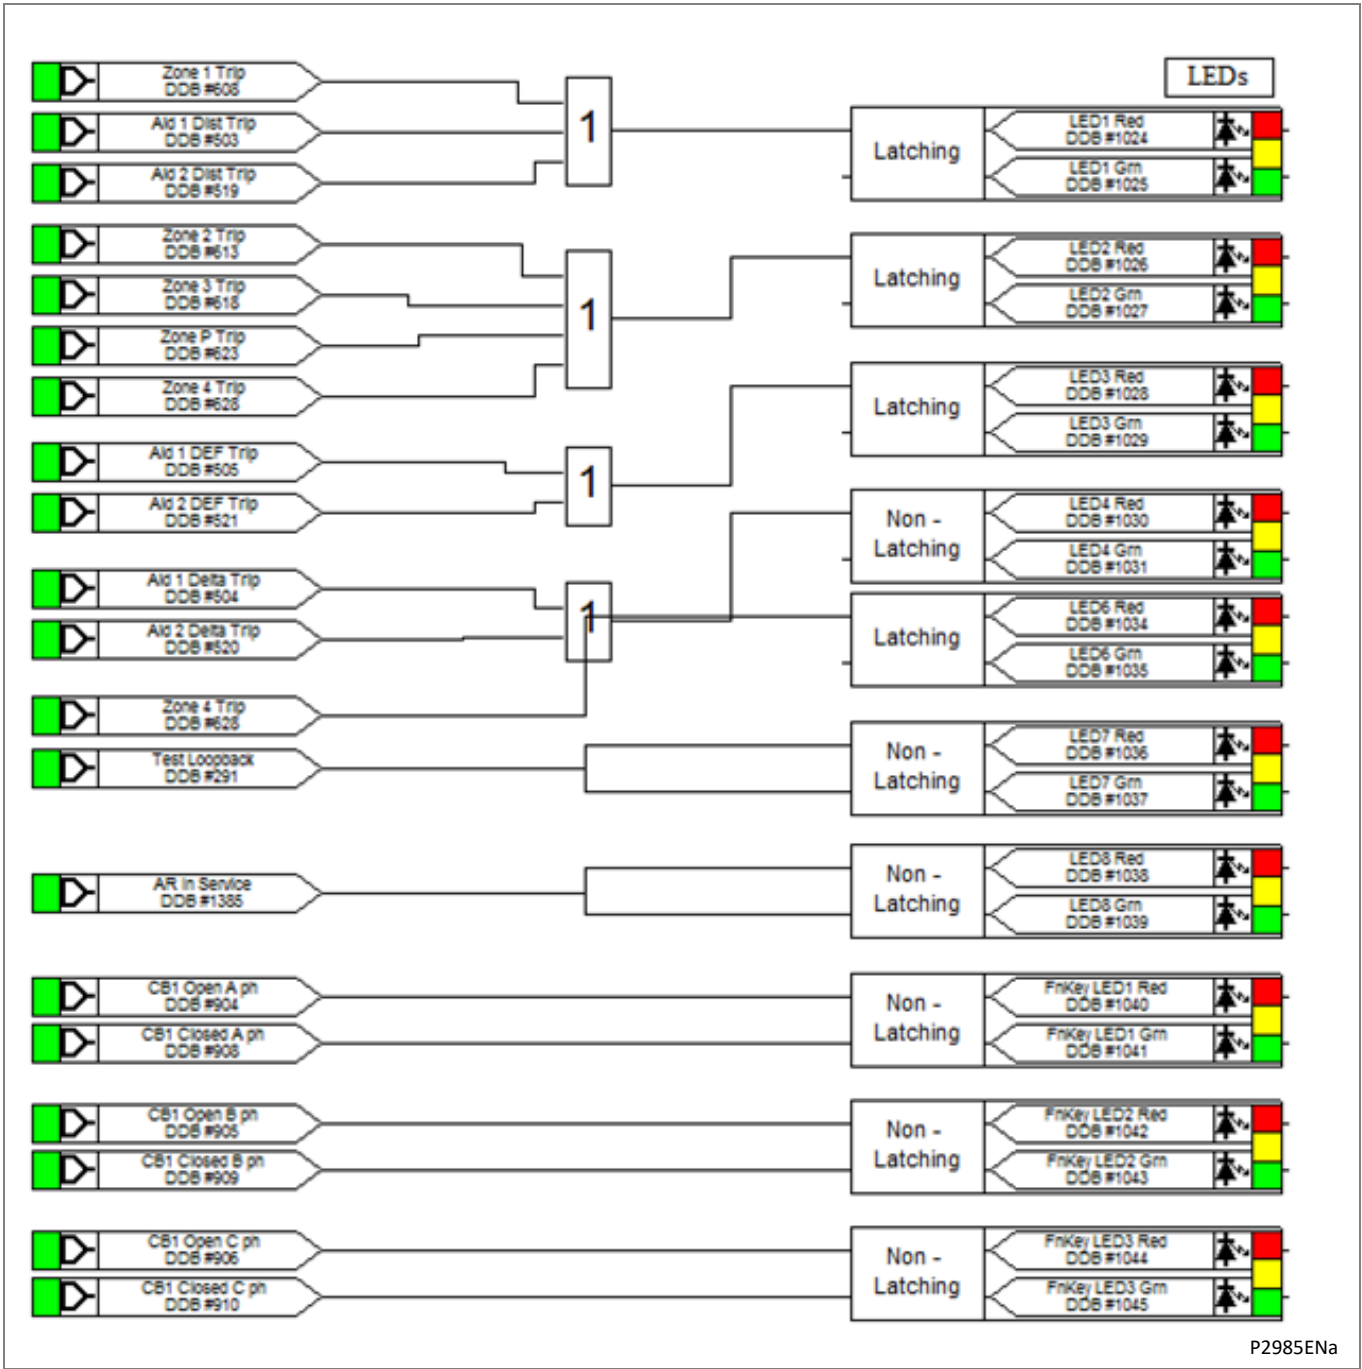 LEDs
Zone 1 Trip
DDB #608
Aid 1 Dist Trip
DDB #503
Aid 2 Dist Trip
DDB #519
1
Latching
LED1 Red
DDB #1024
LED1 Grn
DDB #1025
Zone 2 Trip
DDB #613
Zone 3 Trip
DDB #618
Zone P Trip
DDB #623
Zone 4 Trip
DDB #628
1
Latching
LED2 Red
DDB #1026
LED2 Grn
DDB #1027
Aid 1 DEF Trip
DDB #505
Aid 2 DEF Trip
DDB #521
1
Latching
LED3 Red
DDB #1028
LED3 Grn
DDB #1029
Aid 1 Delta Trip
DDB #504
Aid 2 Delta Trip
DDB #520
1
Non -
Latching
LED4 Red
DDB #1030
LED4 Grn
DDB #1031
Zone 4 Trip
DDB #628
Latching
LED6 Red
DDB #1034
LED6 Grn
DDB #1035
Test Loopback
DDB #291
Non -
Latching
LED7 Red
DDB #1036
LED7 Grn
DDB #1037
AR In Service
DDB #1385
Non -
Latching
LED8 Red
DDB #1038
LED8 Grn
DDB #1039
CB1 Open A ph
DDB #904
CB1 Closed A ph
DDB #908
Non -
Latching
FnKey LED1 Red
DDB #1040
FnKey LED1 Grn
DDB #1041
CB1 Open B ph
DDB #905
CB1 Closed B ph
DDB #909
Non -
Latching
FnKey LED2 Red
DDB #1042
FnKey LED2 Grn
DDB #1043
CB1 Open C ph
DDB #906
CB1 Closed C ph
DDB #910
Non -
Latching
FnKey LED3 Red
DDB #1044
FnKey LED3 Grn
DDB #1045
P2985ENa